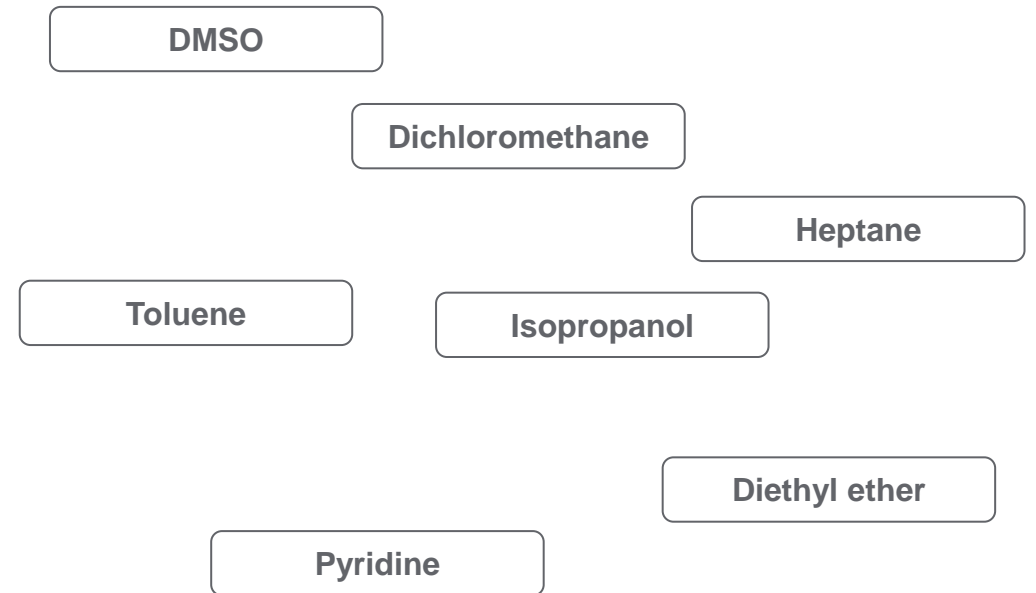 DMSO
Dichloromethane
Heptane
Toluene
Isopropanol
Diethyl ether
Pyridine